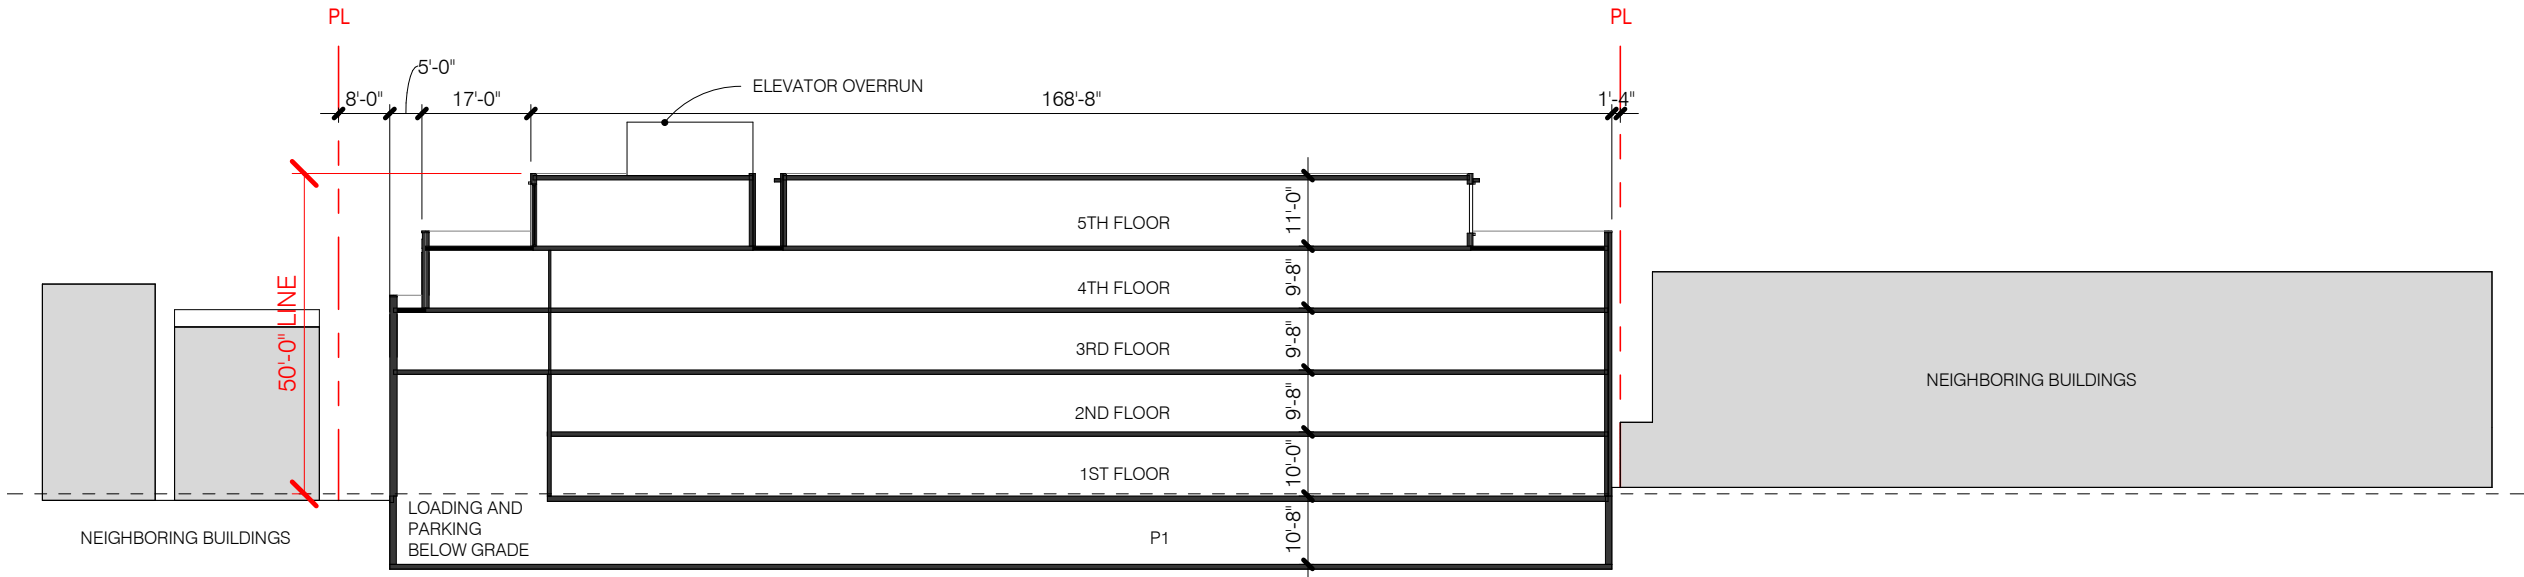 PL
PL
5'-0"
8'-0"
17'-0"
ELEVATOR OVERRUN
168'-8"
1'-4"
5TH FLOOR
11'-0"
4TH FLOOR
9'-8"
50'-0" LINE
3RD FLOOR
9'-8"
NEIGHBORING BUILDINGS
2ND FLOOR
9'-8"
1ST FLOOR
10'-0"
LOADING AND
PARKING
BELOW GRADE
NEIGHBORING BUILDINGS
P1
10'-8"